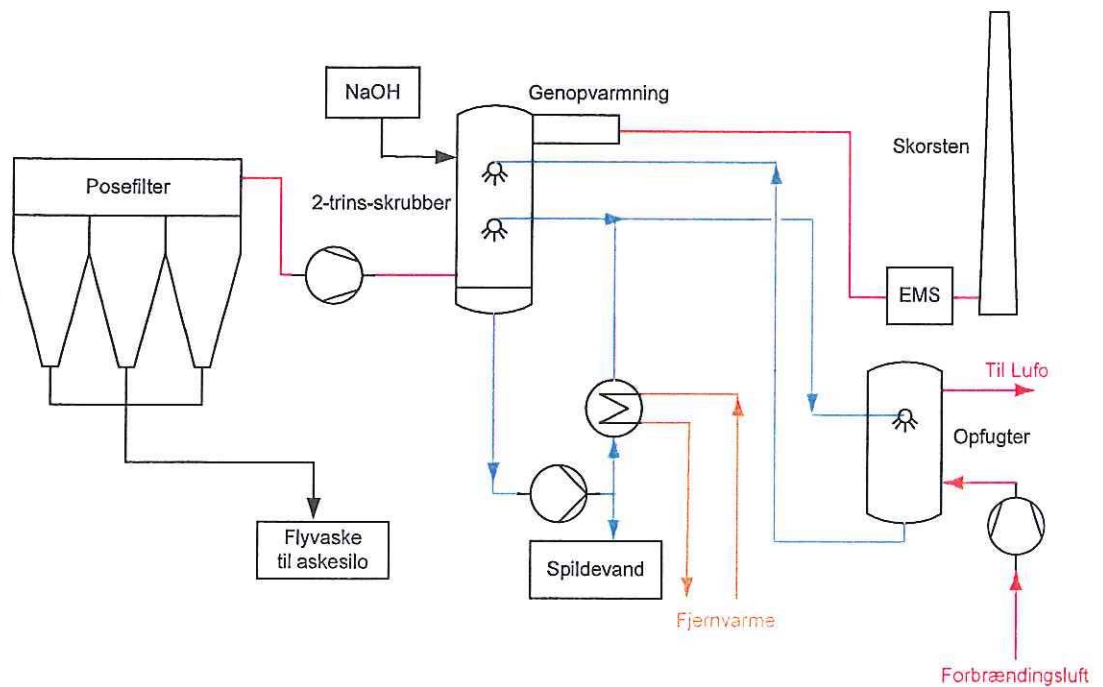 NaOH
Genopvarmning
Skorsten
Posefilter
2-trins-skrubber
EMS
Til Lufo
Opfugter
Flyvaske
til askesilo
Spildevand
Fjernvarme
Forbrændingsluft